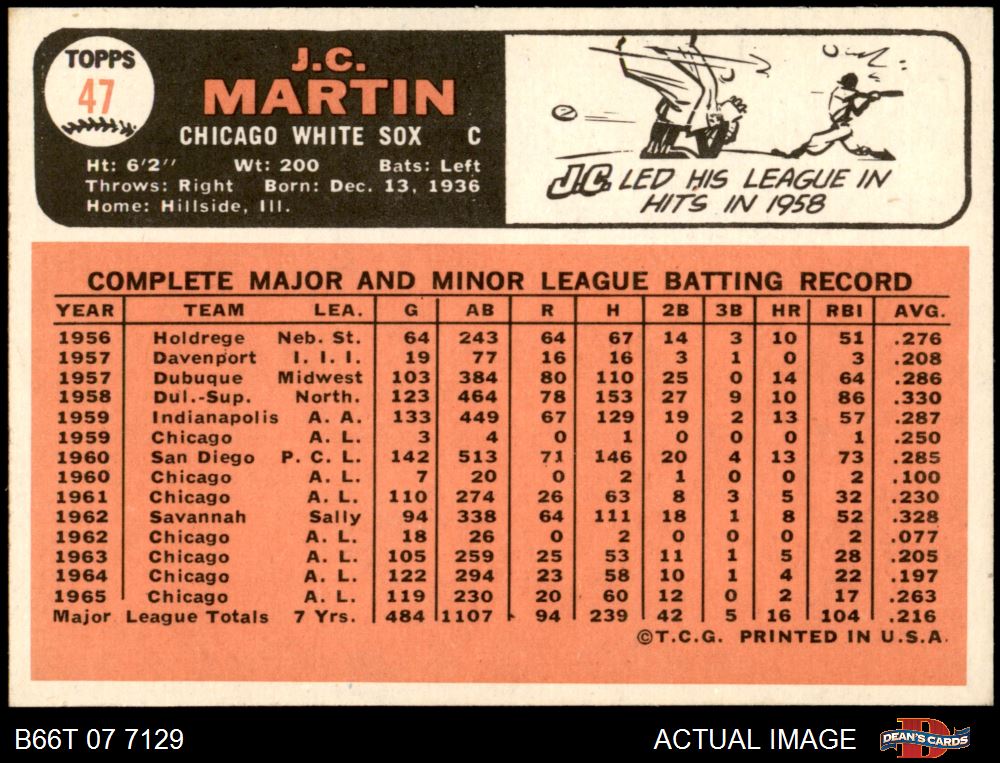 TOPPS
47
J.C.
MARTIN
CHICAGO WHITE SOX C
Ht: 6'2'' Wt: 200 Bats: Left
Throws: Right Born: Dec. 13, 1936
Home: Hillside, Ill.
J.C. LED HIS LEAGUE IN
HITS IN 1958
COMPLETE MAJOR AND MINOR LEAGUE BATTING RECORD
YEAR TEAM LEA. G AB R H 2B 3B HR RBI AVG.
1956 Holdrege Neb. St. 64 243 64 67 14 3 10 51 .276
1957 Davenport I. I. I. 19 77 16 16 3 1 0 3 .208
1957 Dubuque Midwest 103 384 80 110 25 0 14 64 .286
1958 Dul.-Sup. North. 123 464 78 153 27 9 10 86 .330
1959 Indianapolis A. A. 133 449 67 129 19 2 13 57 .287
1959 Chicago A. L. 3 4 0 1 0 0 0 1 .250
1960 San Diego P. C. L. 142 513 71 146 20 4 13 73 .285
1960 Chicago A. L. 7 20 0 2 1 0 0 2 .100
1961 Chicago A. L. 110 274 26 63 8 3 5 32 .230
1962 Savannah Sally 94 338 64 111 18 1 8 52 .328
1962 Chicago A. L. 18 26 0 2 0 0 0 2 .077
1963 Chicago A. L. 105 259 25 53 11 1 5 28 .205
1964 Chicago A. L. 122 294 23 58 10 1 4 22 .197
1965 Chicago A. L. 119 230 20 60 12 0 2 17 .263
Major League Totals 7 Yrs. 484 1107 94 239 42 5 16 104 .216
©T.C.G. PRINTED IN U.S.A.
B66T 07 7129 ACTUAL IMAGE
D
DEAN'S CARDS